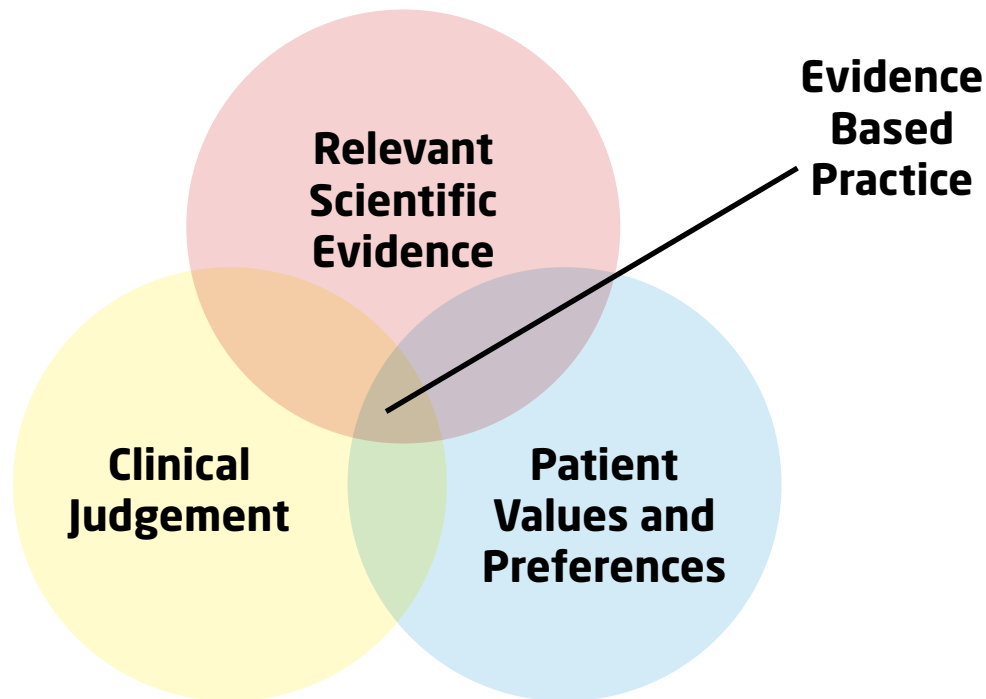 Relevant
Scientific
Evidence
Evidence
Based
Practice
Clinical
Judgement
Patient
Values and
Preferences